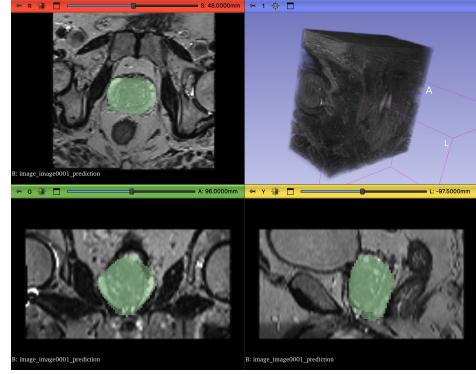 R
S: 48.0000mm
1
B: image_image0001_prediction
A
L
G
A: 96.0000mm
Y
L: -97.5000mm
B: image_image0001_prediction
B: image_image0001_prediction